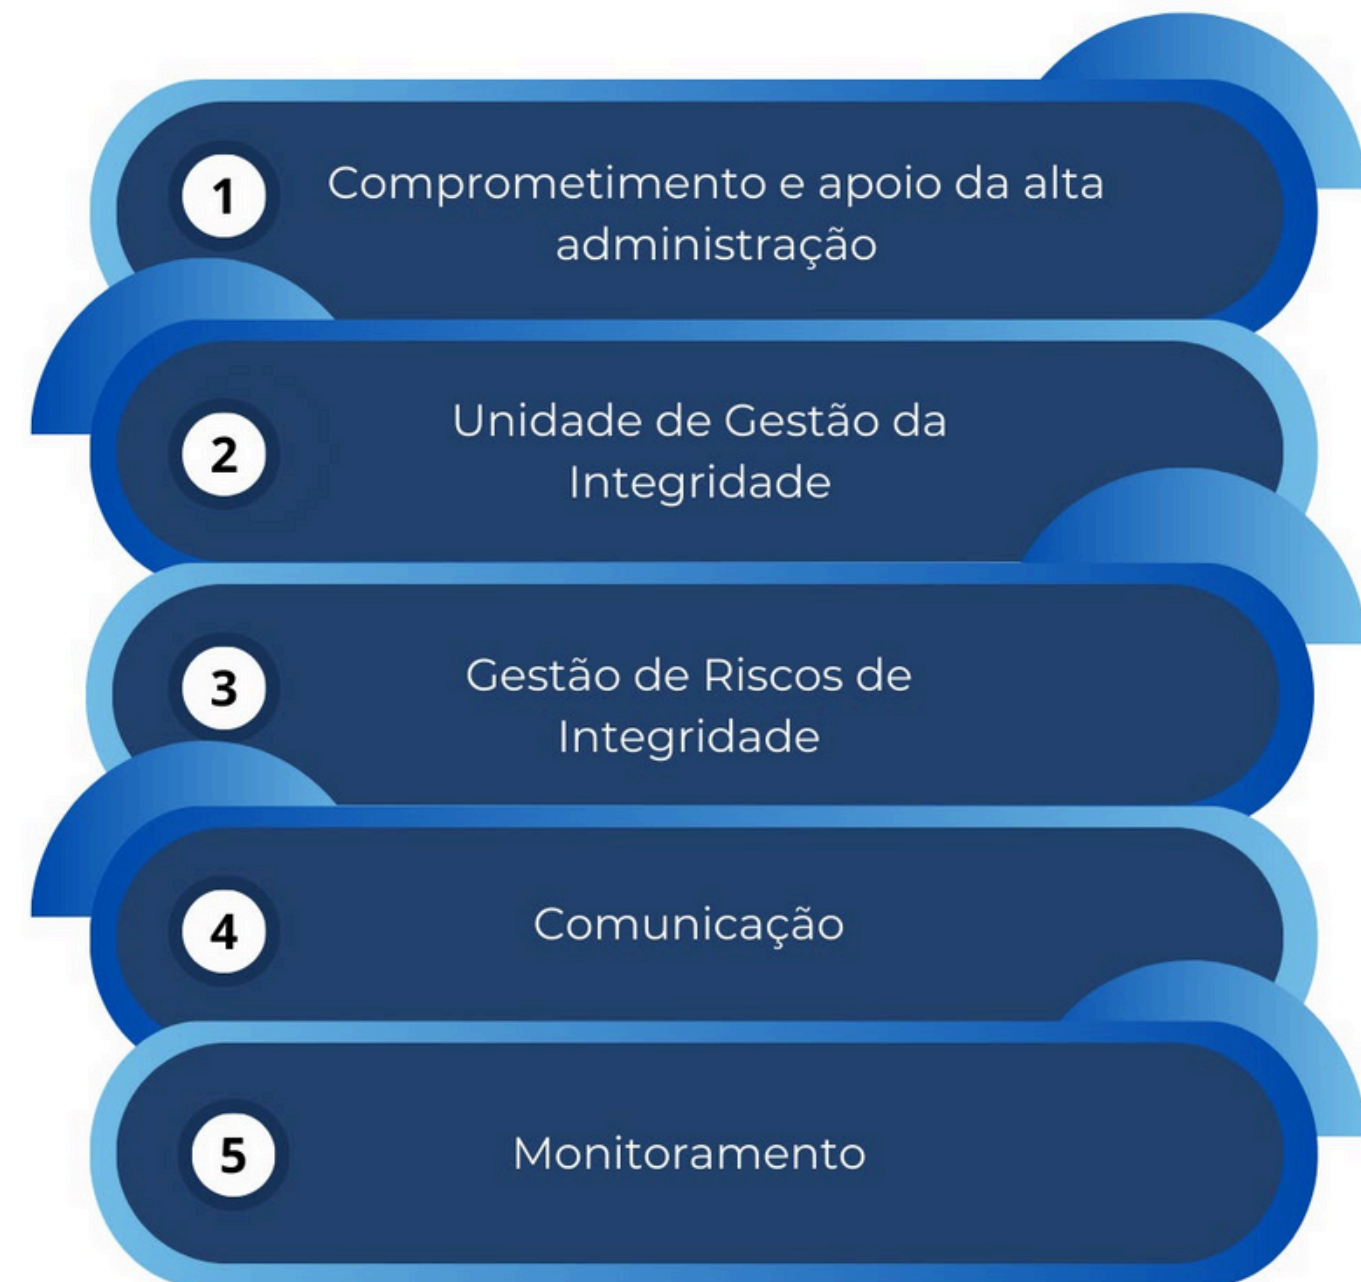 1
Comprometimento e apoio da alta
administração
2
Unidade de Gestão da
Integridade
3
Gestão de Riscos de
Integridade
4
Comunicação
5
Monitoramento